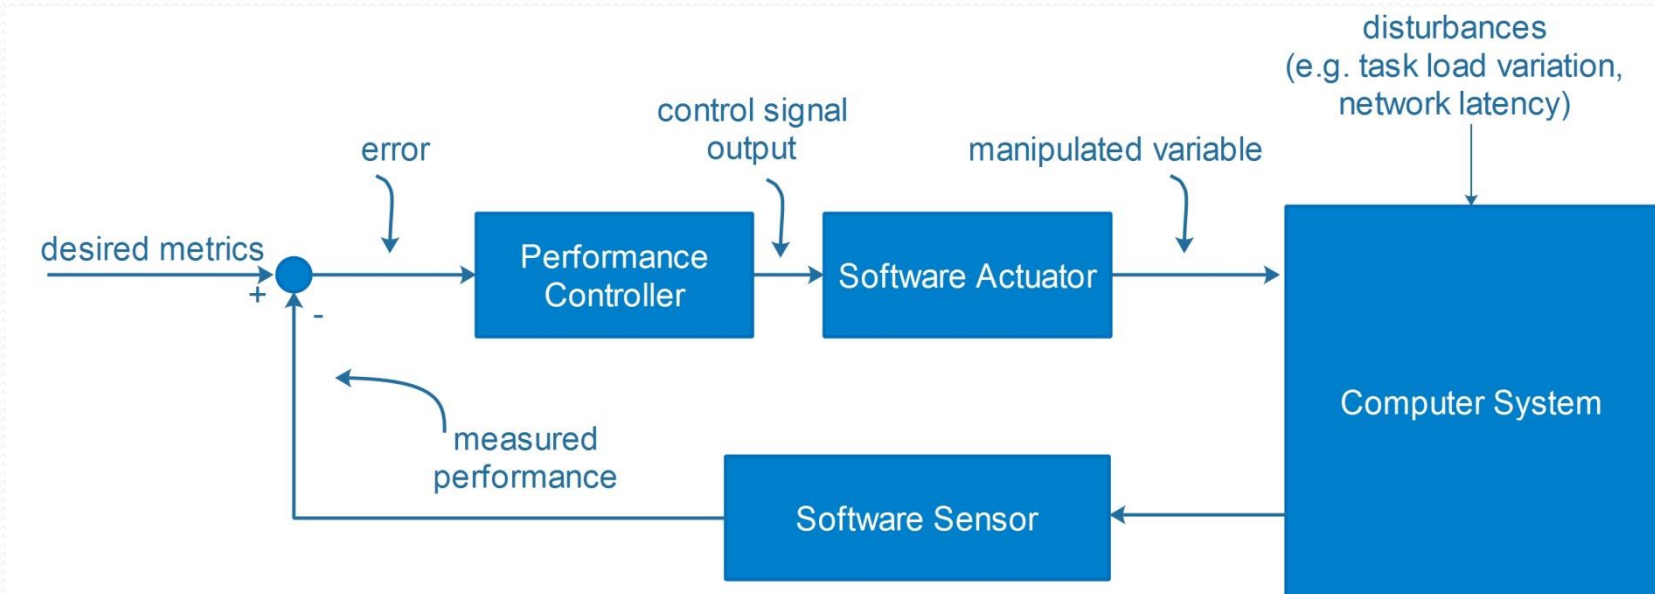 disturbances
(e.g. task load variation,
network latency)
control signal
output
error
manipulated variable
desired metrics
+
-
Performance
Controller
Software Actuator
Computer System
measured
performance
Software Sensor